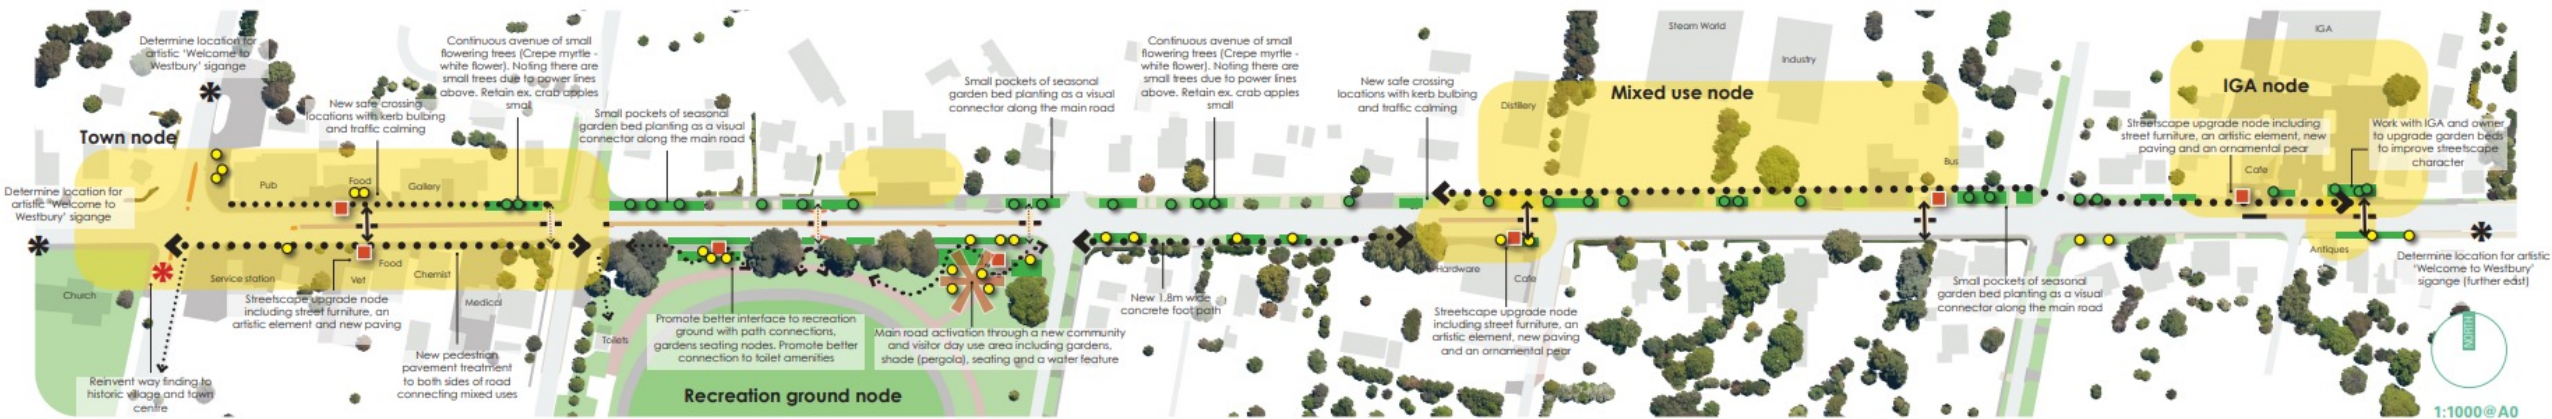 Determine location for
artistic 'Welcome to
Westbury' sigange
Town node
Determine location for
artistic 'Welcome to
Westbury' sigange
Church
Reinvent way finding to
historic village and town
centre
Pub
Food
Gallery
New safe crossing
locations with kerb bulbing
and traffic calming
Continuous avenue of small
flowering trees (Crepe myrtle -
white flower). Noting there are
small trees due to power lines
above. Retain ex. crab apples
small
Service station
Vet
Food
Chemist
Medical
Streetscape upgrade node
including street furniture, an
artistic element and new paving
New pedestrian
pavement treatment
to both sides of road
connecting mixed uses
Small pockets of seasonal
garden bed planting as a visual
connector along the main road
Toilets
Promote better interface to recreation
ground with path connections,
gardens seating nodes. Promote better
connection to toilet amenities
Recreation ground node
Main road activation through a new community
and visitor day use area including gardens,
shade (pergola), seating and a water feature
Small pockets of seasonal
garden bed planting as a visual
connector along the main road
Continuous avenue of small
flowering trees (Crepe myrtle -
white flower). Noting there are
small trees due to power lines
above. Retain ex. crab apples
small
New 1.8m wide
concrete foot path
New safe crossing
locations with kerb bulbing
and traffic calming
Distillery
Mixed use node
Steam World
Industry
Bus
Hardware
Cafe
Streetscape upgrade node
including street furniture, an
artistic element, new paving
and an ornamental pear
Small pockets of seasonal
garden bed planting as a visual
connector along the main road
IGA
IGA node
Streetscape upgrade node including
street furniture, an artistic element, new
paving and an ornamental pear
Cafe
Work with IGA and owner
to upgrade garden beds
to improve streetscape
character
Antiques
Determine location for artistic
'Welcome to Westbury'
sigange (further east)
NORTH
1:1000@A0